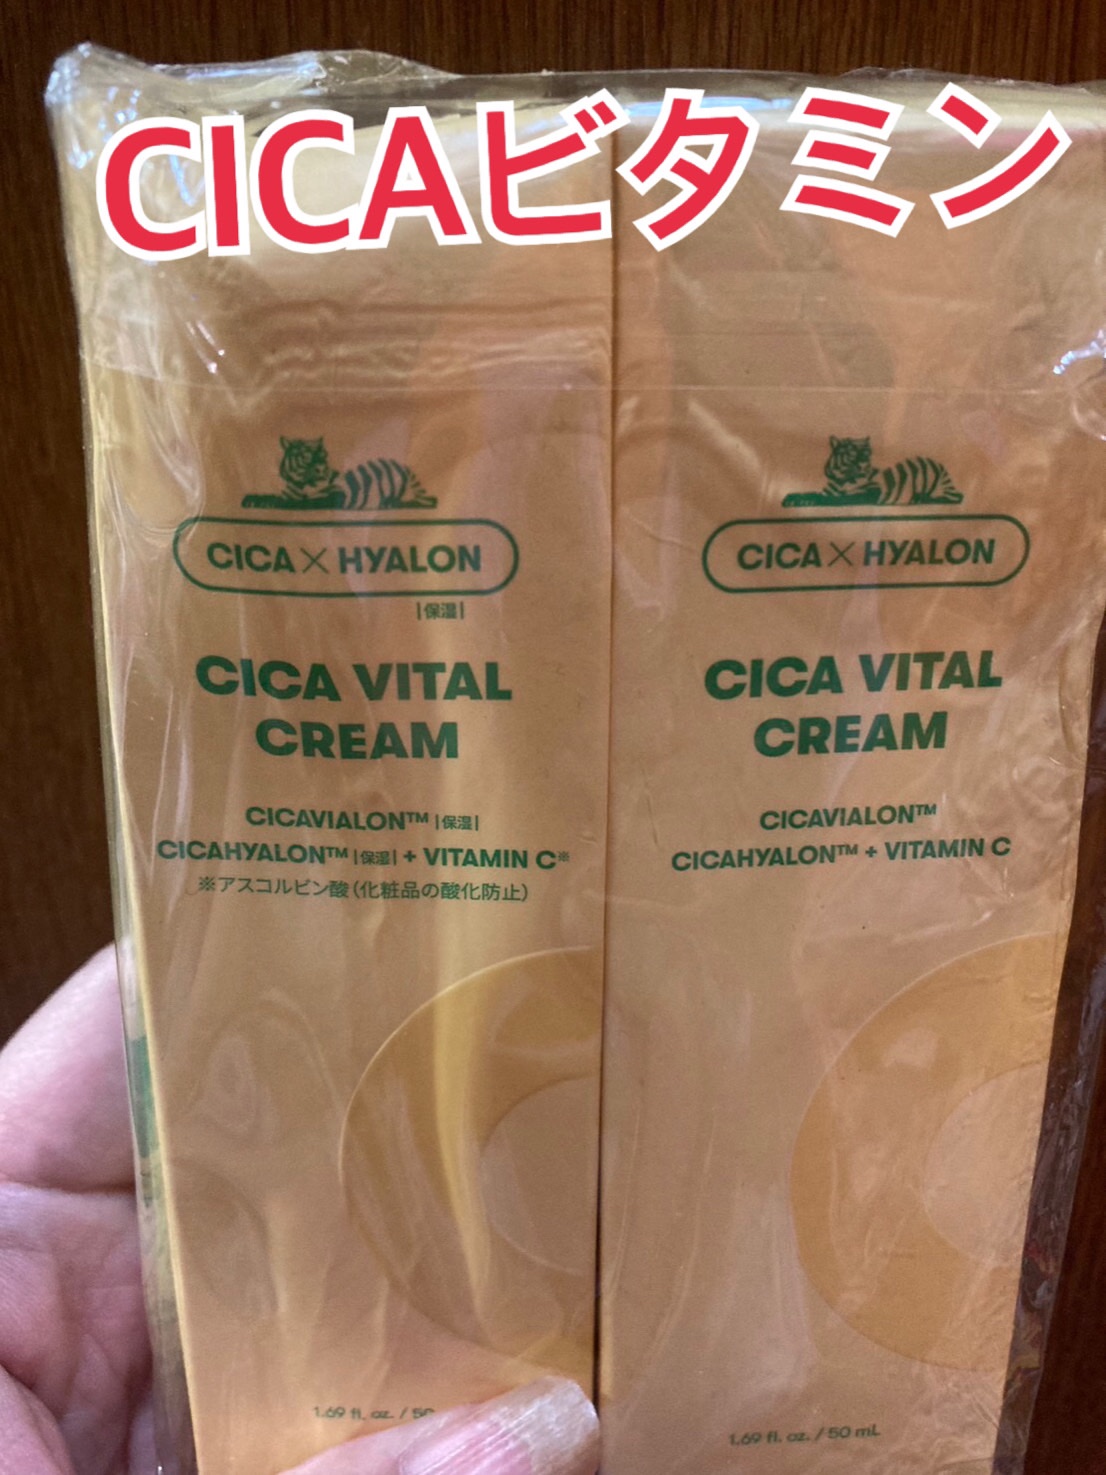 CICAビタミン
CICA×HYALON
|保湿|
CICA VITAL
CREAM
CICAVIALON™ |保湿|
CICAHYALON™ |保湿| + VITAMIN C※
※アスコルビン酸(化粧品の酸化防止)
1.69 fl. oz. / 50
CICA×HYALON
CICA VITAL
CREAM
CICAVIALON™
CICAHYALON™ + VITAMIN C
1.69 fl. oz. / 50 mL